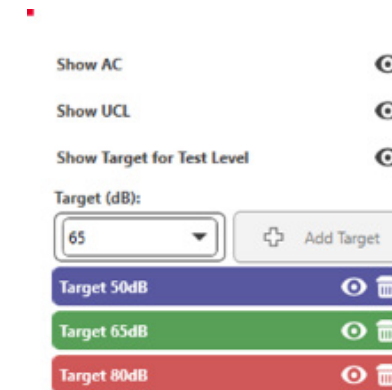 Show AC
Show UCL
Show Target for Test Level
Target (dB):
65
Add Target
Target 50dB
Target 65dB
Target 80dB